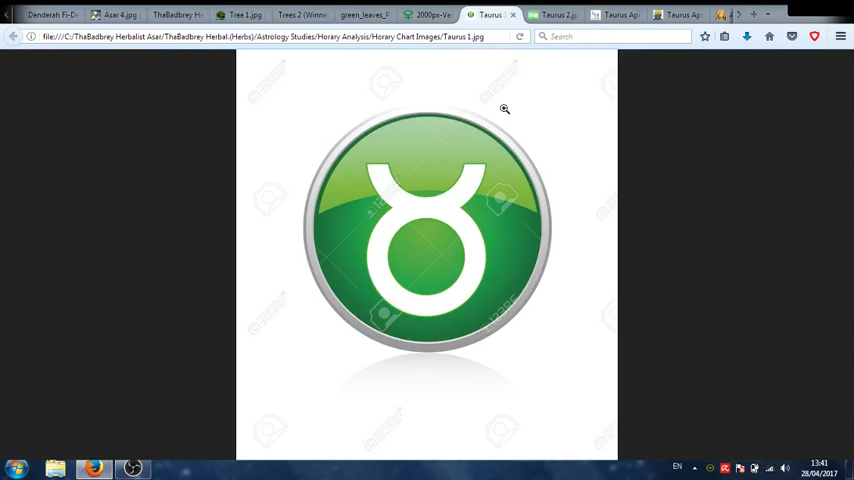 Denderah Fi-D
Asar 4.jpg
ThaBadbrey He
Tree 1.jpg
Trees 2 (Winne
green_leaves_P
2000px-Ve
Taurus 1
Taurus 2.j
Taurus Ap
Taurus Ap
file:///C:/ThaBadbrey Herbalist Asar/ThaBadbrey Herbal.(Herbs)/Astrology Studies/Horary Analysis/Horary Chart Images/Taurus 1.jpg
Search
123RF
EN
13:41
28/04/2017